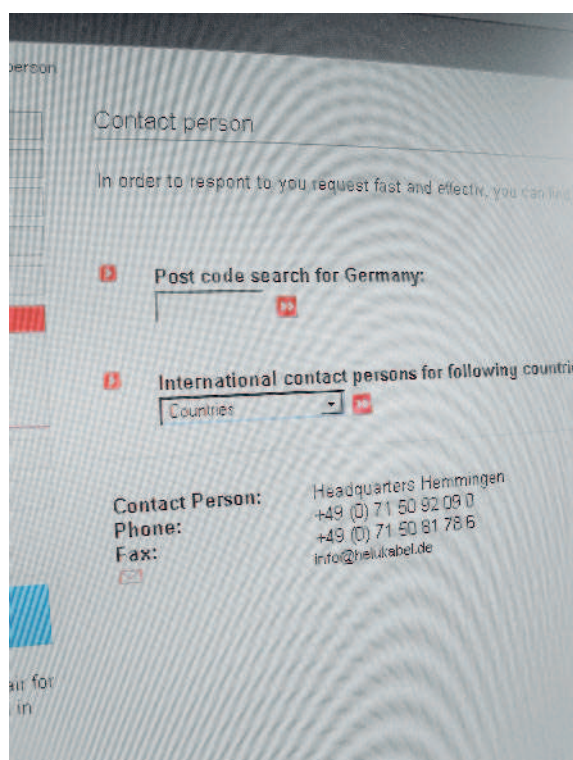 person
Contact person
In order to respont to you request fast and effectiv, you can find
Post code search for Germany:
International contact persons for following countri
Countries
Contact Person: Headquarters Hemmingen
Phone: +49 (0) 71 50 92 09 0
Fax: +49 (0) 71 50 81 78 6
info@helukabel.de
air for
in